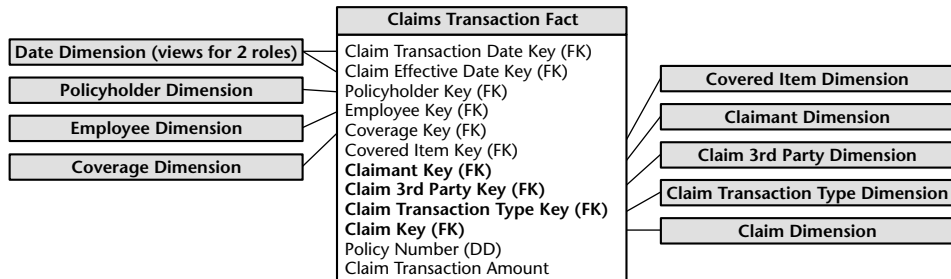 Claims Transaction Fact
Claim Transaction Date Key (FK)
Claim Effective Date Key (FK)
Policyholder Key (FK)
Employee Key (FK)
Coverage Key (FK)
Covered Item Key (FK)
Claimant Key (FK)
Claim 3rd Party Key (FK)
Claim Transaction Type Key (FK)
Claim Key (FK)
Policy Number (DD)
Claim Transaction Amount
Date Dimension (views for 2 roles)
Policyholder Dimension
Employee Dimension
Coverage Dimension
Covered Item Dimension
Claimant Dimension
Claim 3rd Party Dimension
Claim Transaction Type Dimension
Claim Dimension